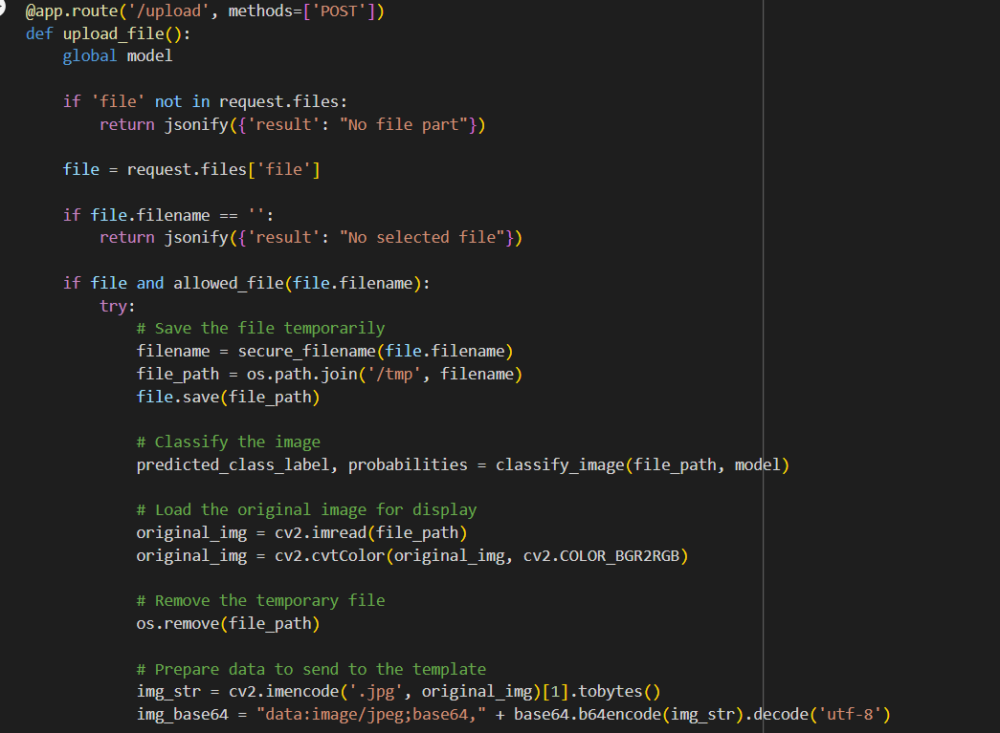 @app.route('/upload', methods=['POST'])
def upload_file():
    global model

    if 'file' not in request.files:
        return jsonify({'result': "No file part"})

    file = request.files['file']

    if file.filename == '':
        return jsonify({'result': "No selected file"})

    if file and allowed_file(file.filename):
        try:
            # Save the file temporarily
            filename = secure_filename(file.filename)
            file_path = os.path.join('/tmp', filename)
            file.save(file_path)

            # Classify the image
            predicted_class_label, probabilities = classify_image(file_path, model)

            # Load the original image for display
            original_img = cv2.imread(file_path)
            original_img = cv2.cvtColor(original_img, cv2.COLOR_BGR2RGB)

            # Remove the temporary file
            os.remove(file_path)

            # Prepare data to send to the template
            img_str = cv2.imencode('.jpg', original_img)[1].tobytes()
            img_base64 = "data:image/jpeg;base64," + base64.b64encode(img_str).decode('utf-8')